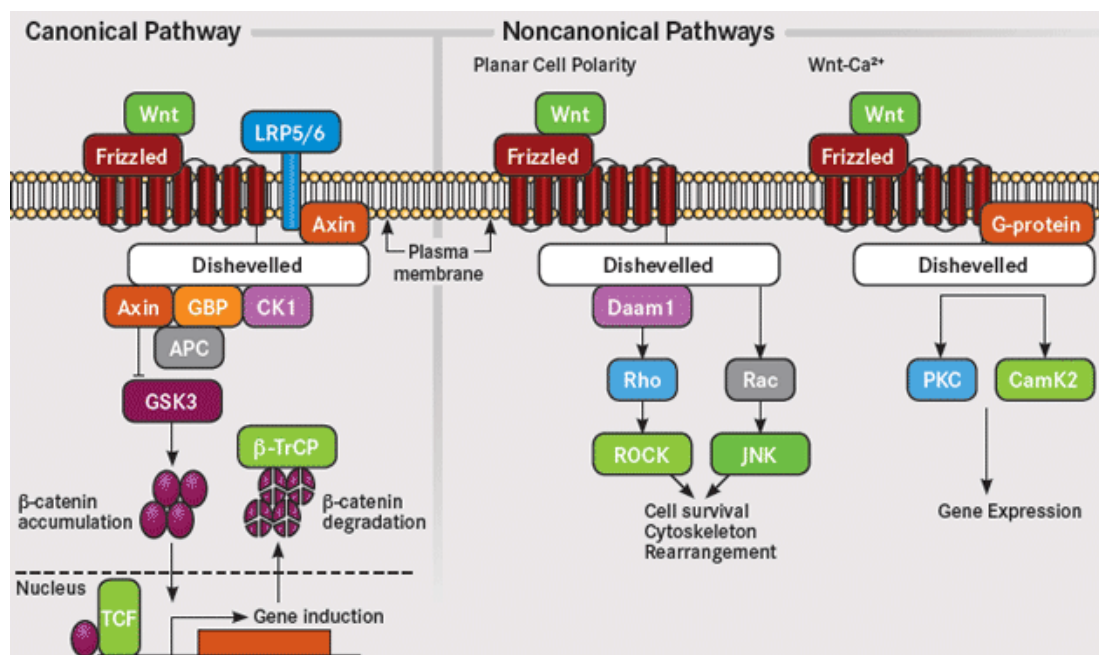 Canonical Pathway
Noncanonical Pathways
Planar Cell Polarity
Wnt-Ca²⁺
Wnt
LRP5/6
Frizzled
Axin
Dishevelled
Axin
GBP
CK1
APC
GSK3
β-TrCP
β-catenin
accumulation
β-catenin
degradation
Nucleus
TCF
Gene induction
Plasma
membrane
Wnt
Frizzled
Dishevelled
Daam1
Rho
Rac
ROCK
JNK
Cell survival
Cytoskeleton
Rearrangement
Wnt
Frizzled
G-protein
Dishevelled
PKC
CamK2
Gene Expression